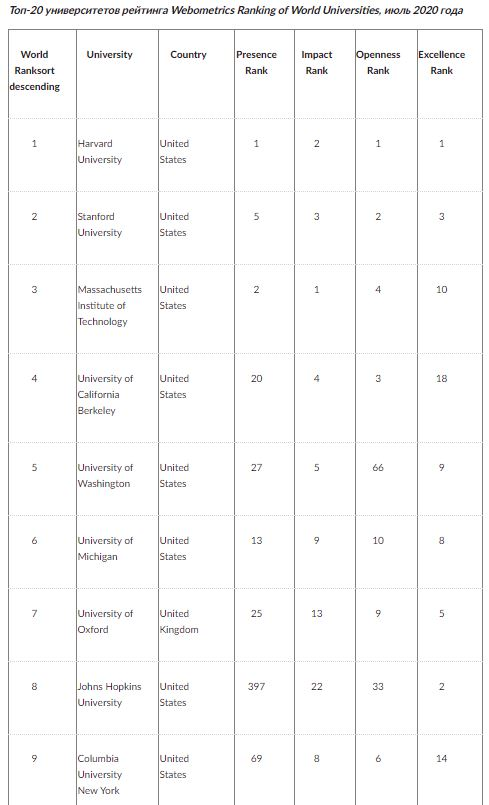 Топ-20 университетов рейтинга Webometrics Ranking of World Universities, июль 2020 года
World Ranksort descending University Country Presence Rank Impact Rank Openness Rank Excellence Rank
1 Harvard University United States 1 2 1 1
2 Stanford University United States 5 3 2 3
3 Massachusetts Institute of Technology United States 2 1 4 10
4 University of California Berkeley United States 20 4 3 18
5 University of Washington United States 27 5 66 9
6 University of Michigan United States 13 9 10 8
7 University of Oxford United Kingdom 25 13 9 5
8 Johns Hopkins University United States 397 22 33 2
9 Columbia University New York United States 69 8 6 14